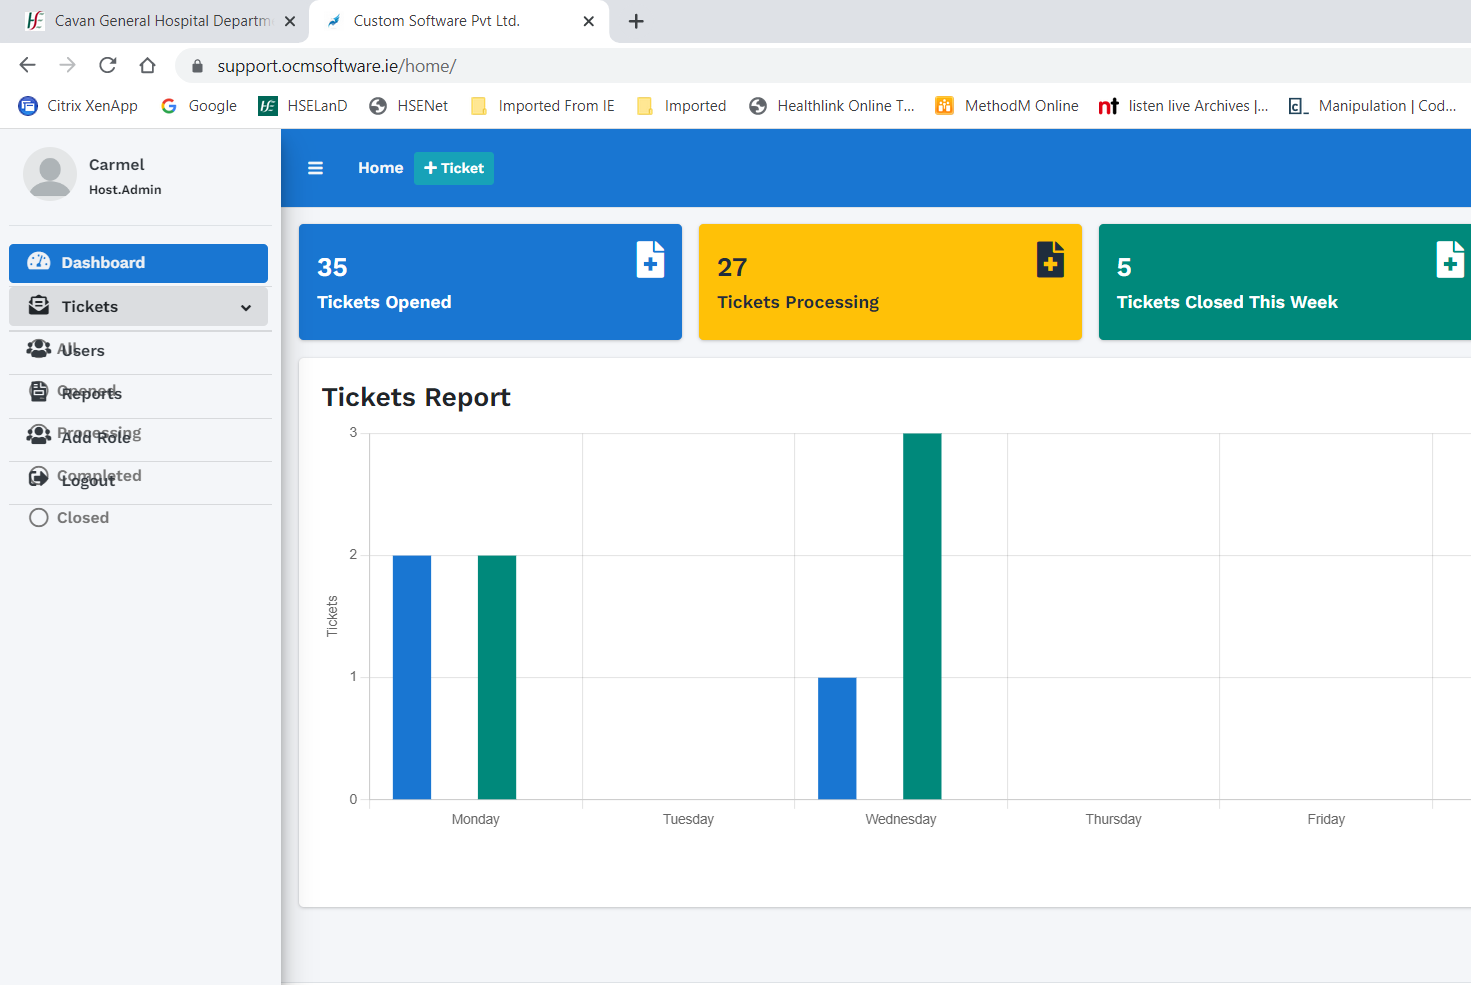 Cavan General Hospital Departm
Custom Software Pvt Ltd.
support.ocmsoftware.ie/home/
Citrix XenApp
Google
HSELanD
HSENet
Imported From IE
Imported
Healthlink Online T...
MethodM Online
nt listen live Archives |...
Manipulation | Cod...
Carmel
Host.Admin
Home
+ Ticket
Dashboard
Tickets
All
Users
Opened
Reports
Processing
Add Role
Completed
Logout
Closed
35
Tickets Opened
27
Tickets Processing
5
Tickets Closed This Week
Tickets Report
3
2
1
0
Tickets
Monday
Tuesday
Wednesday
Thursday
Friday